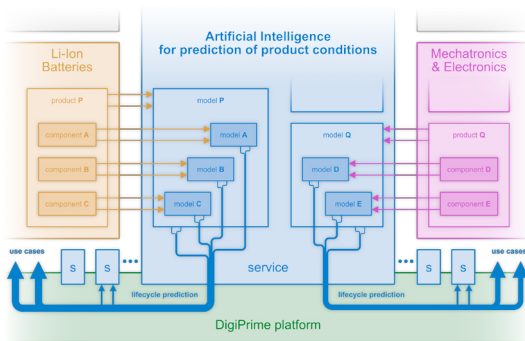 Artificial Intelligence
for prediction of product conditions
Li-Ion
Batteries
product P
component A
component B
component C
model P
model A
model B
model C
Mechatronics
& Electronics
product Q
component D
component E
model Q
model D
model E
use cases
S
S
•••
service
•••
S
S
use cases
lifecycle prediction
lifecycle prediction
DigiPrime platform